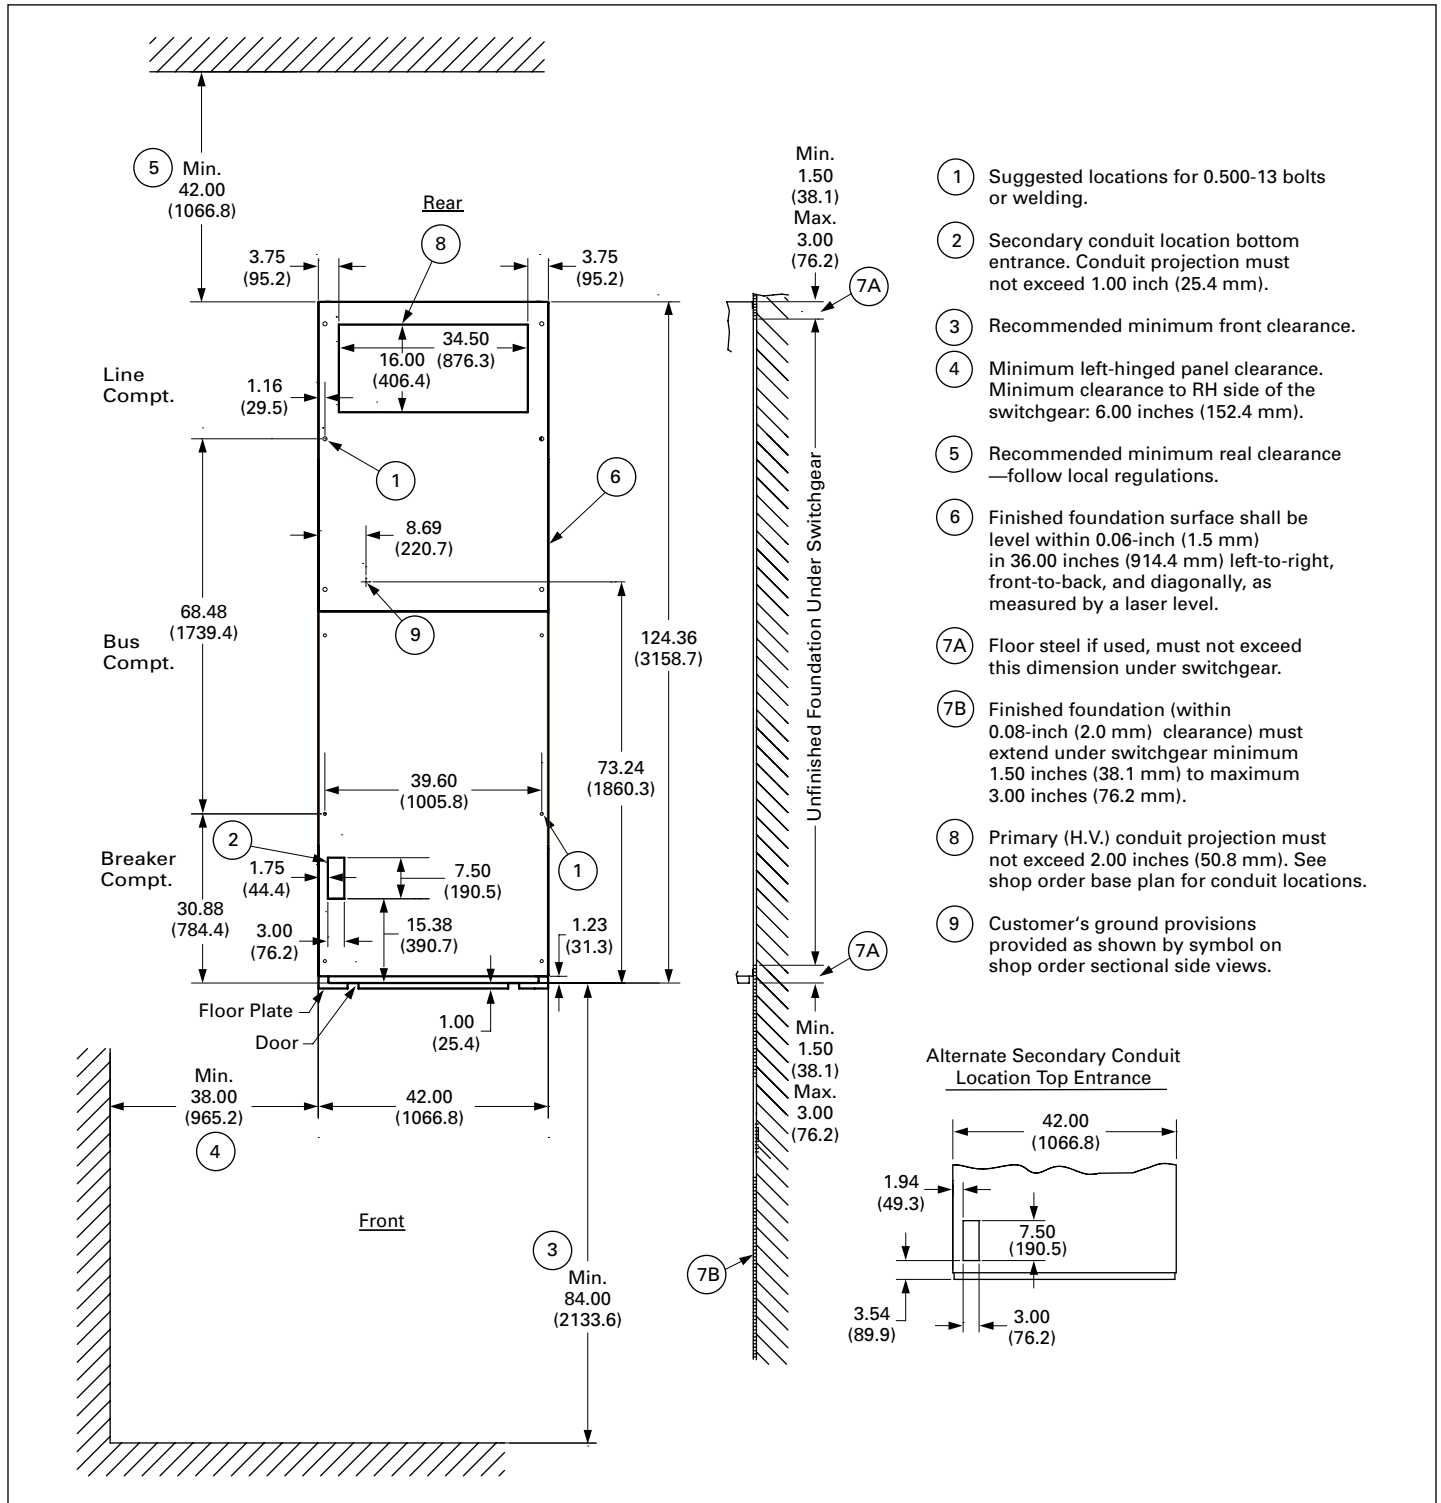 5
Min.
42.00
(1066.8)
Rear
8
3.75
(95.2)
3.75
(95.2)
34.50
(876.3)
16.00
(406.4)
Line
Compt.
1.16
(29.5)
1
6
8.69
(220.7)
9
68.48
(1739.4)
Bus
Compt.
124.36
(3158.7)
73.24
(1860.3)
39.60
(1005.8)
2
Breaker
Compt.
1.75
(44.4)
7.50
(190.5)
1
30.88
(784.4)
3.00
(76.2)
15.38
(390.7)
1.23
(31.3)
Floor Plate
Door
1.00
(25.4)
Min.
38.00
(965.2)
4
42.00
(1066.8)
Front
3
Min.
84.00
(2133.6)
Min.
1.50
(38.1)
Max.
3.00
(76.2)
7A
Unfinished Foundation Under Switchgear
7A
Min.
1.50
(38.1)
Max.
3.00
(76.2)
7B
1 Suggested locations for 0.500-13 bolts
or welding.
2 Secondary conduit location bottom
entrance. Conduit projection must
not exceed 1.00 inch (25.4 mm).
3 Recommended minimum front clearance.
4 Minimum left-hinged panel clearance.
Minimum clearance to RH side of the
switchgear: 6.00 inches (152.4 mm).
5 Recommended minimum real clearance
—follow local regulations.
6 Finished foundation surface shall be
level within 0.06-inch (1.5 mm)
in 36.00 inches (914.4 mm) left-to-right,
front-to-back, and diagonally, as
measured by a laser level.
7A Floor steel if used, must not exceed
this dimension under switchgear.
7B Finished foundation (within
0.08-inch (2.0 mm) clearance) must
extend under switchgear minimum
1.50 inches (38.1 mm) to maximum
3.00 inches (76.2 mm).
8 Primary (H.V.) conduit projection must
not exceed 2.00 inches (50.8 mm). See
shop order base plan for conduit locations.
9 Customer‘s ground provisions
provided as shown by symbol on
shop order sectional side views.
Alternate Secondary Conduit
Location Top Entrance
42.00
(1066.8)
1.94
(49.3)
7.50
(190.5)
3.54
(89.9)
3.00
(76.2)